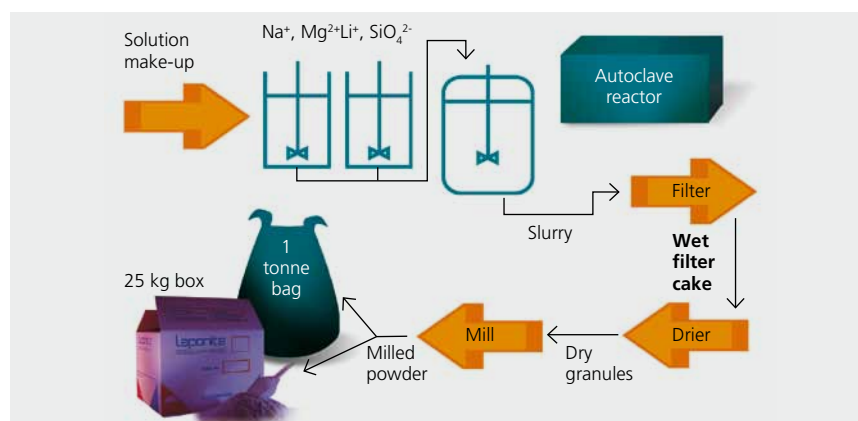 Solution
make-up
Na⁺, Mg²⁺Li⁺, SiO₄²⁻
Autoclave
reactor
Filter
Slurry
Wet
filter
cake
1
tonne
bag
25 kg box
Laponite
Milled
powder
Mill
Dry
granules
Drier